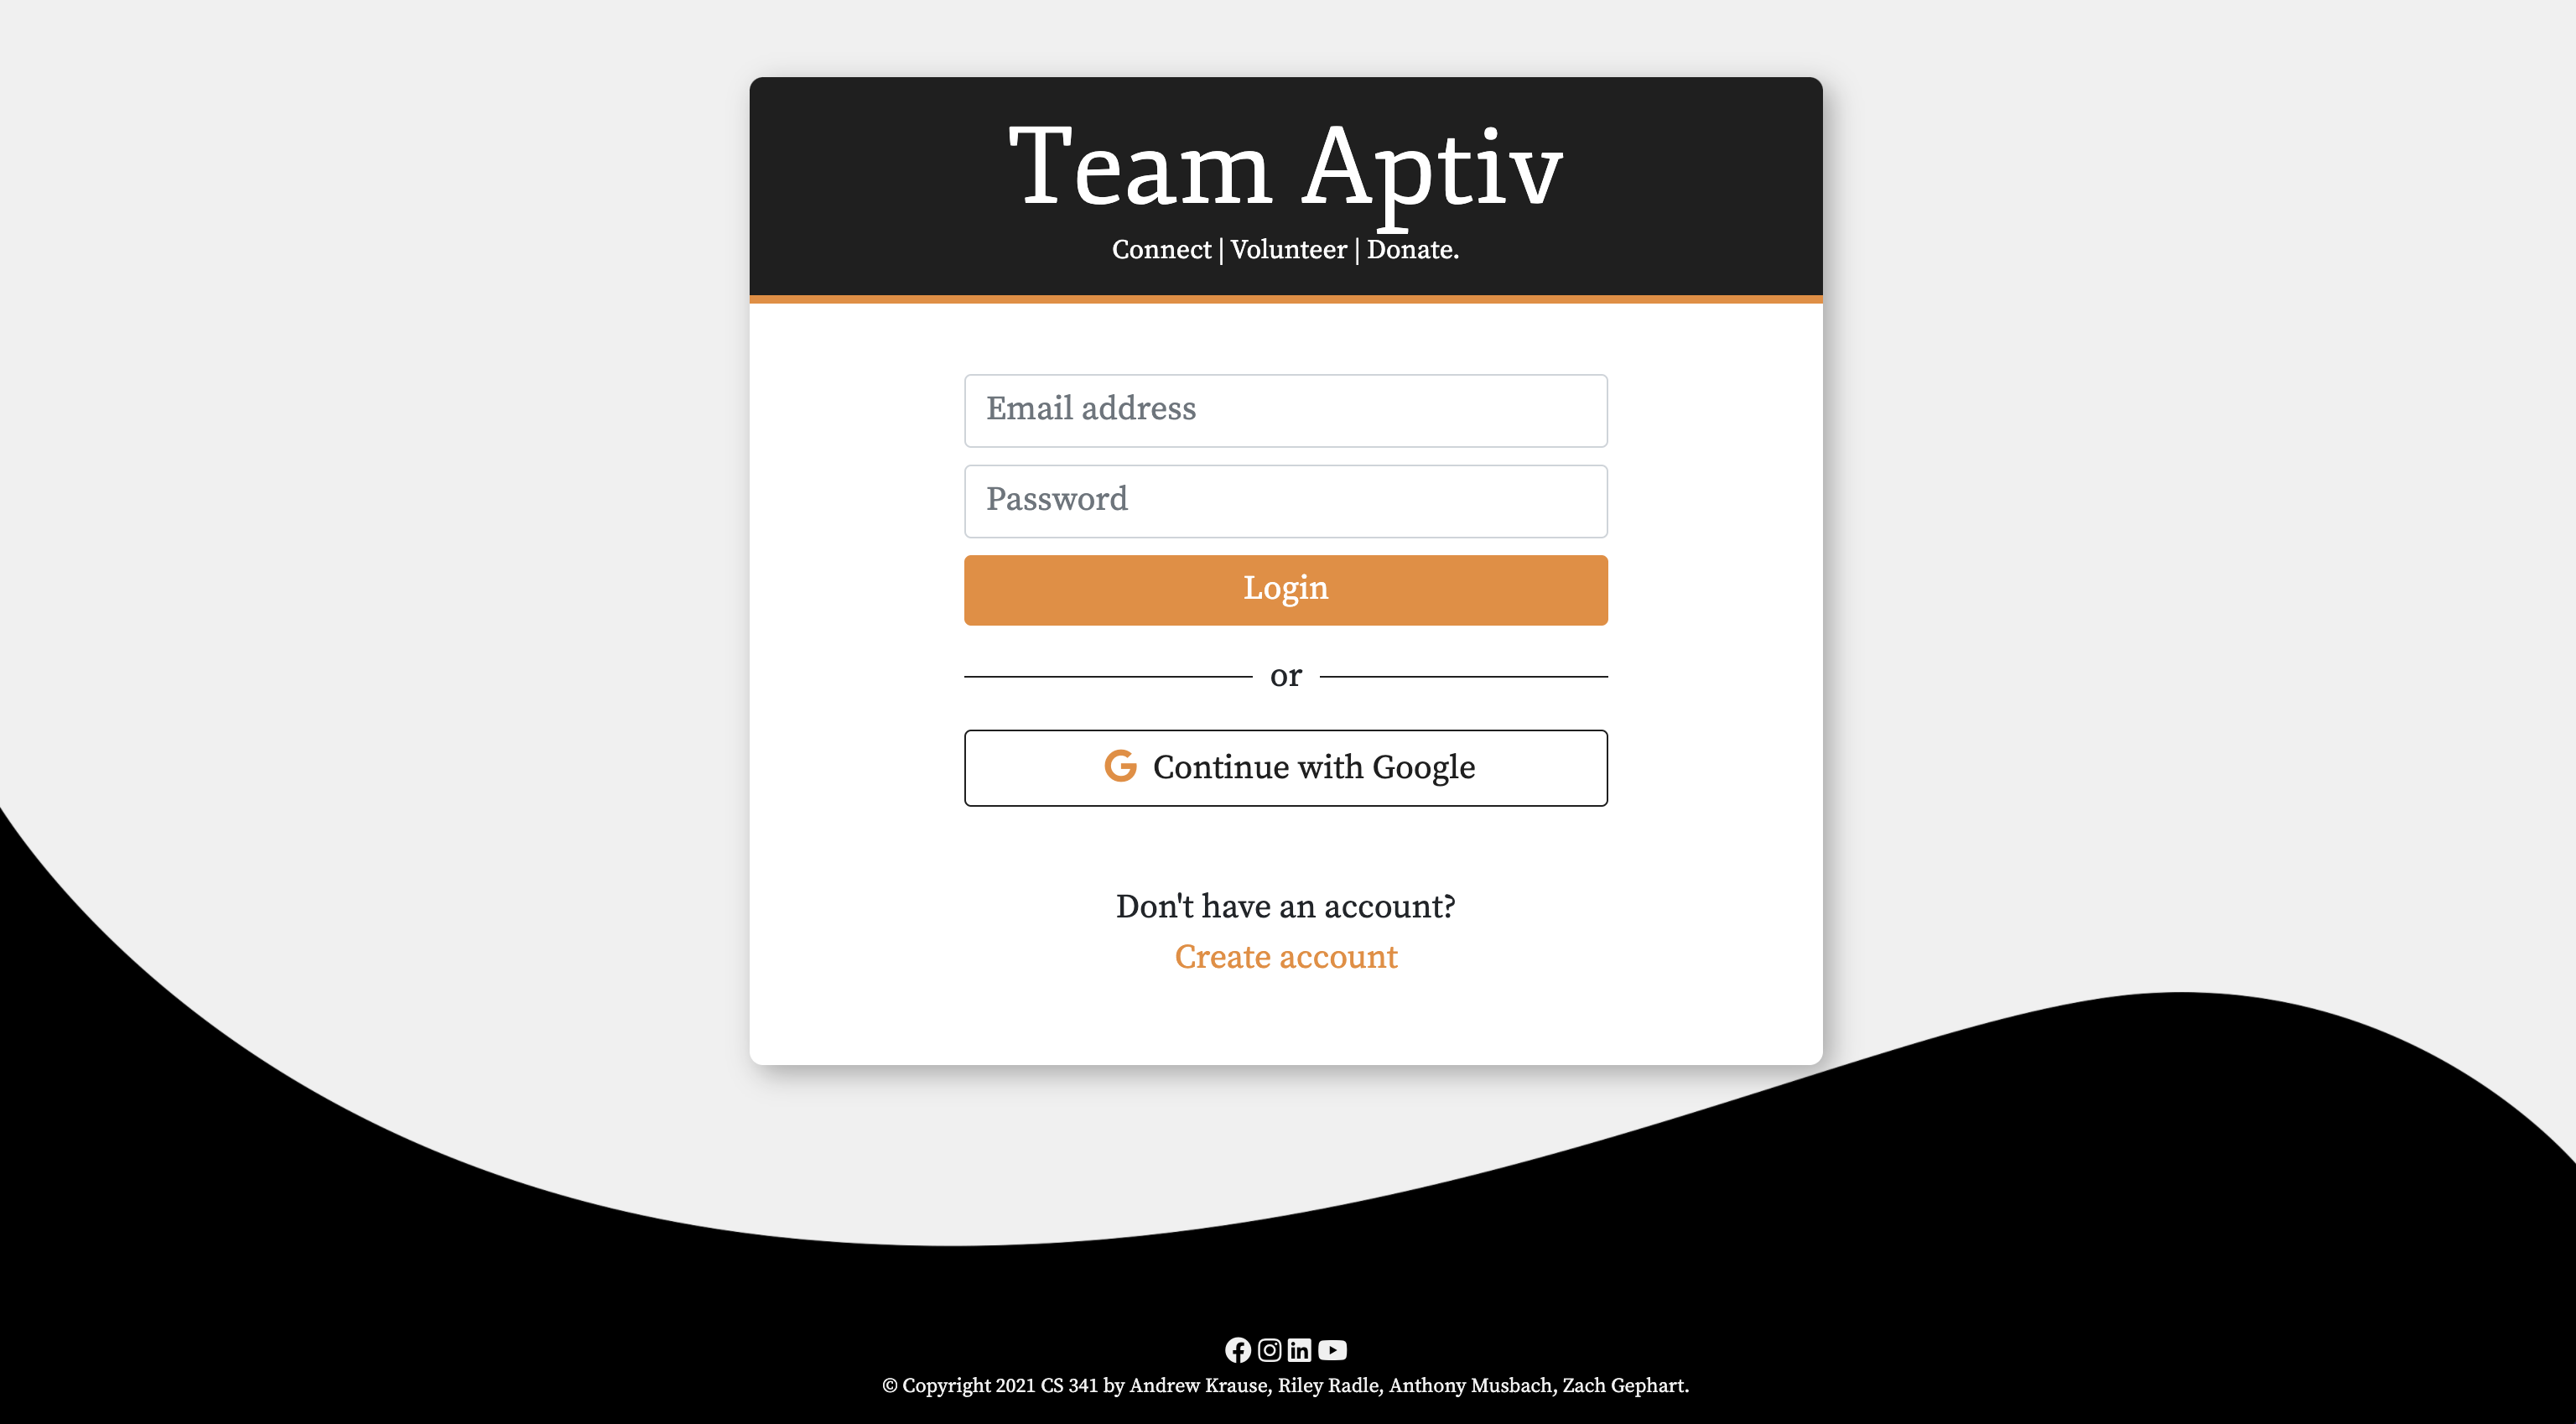 Team Aptiv
Connect | Volunteer | Donate.
Email address
Password
Login
or
Continue with Google
Don't have an account?
Create account
© Copyright 2021 CS 341 by Andrew Krause, Riley Radle, Anthony Musbach, Zach Gephart.